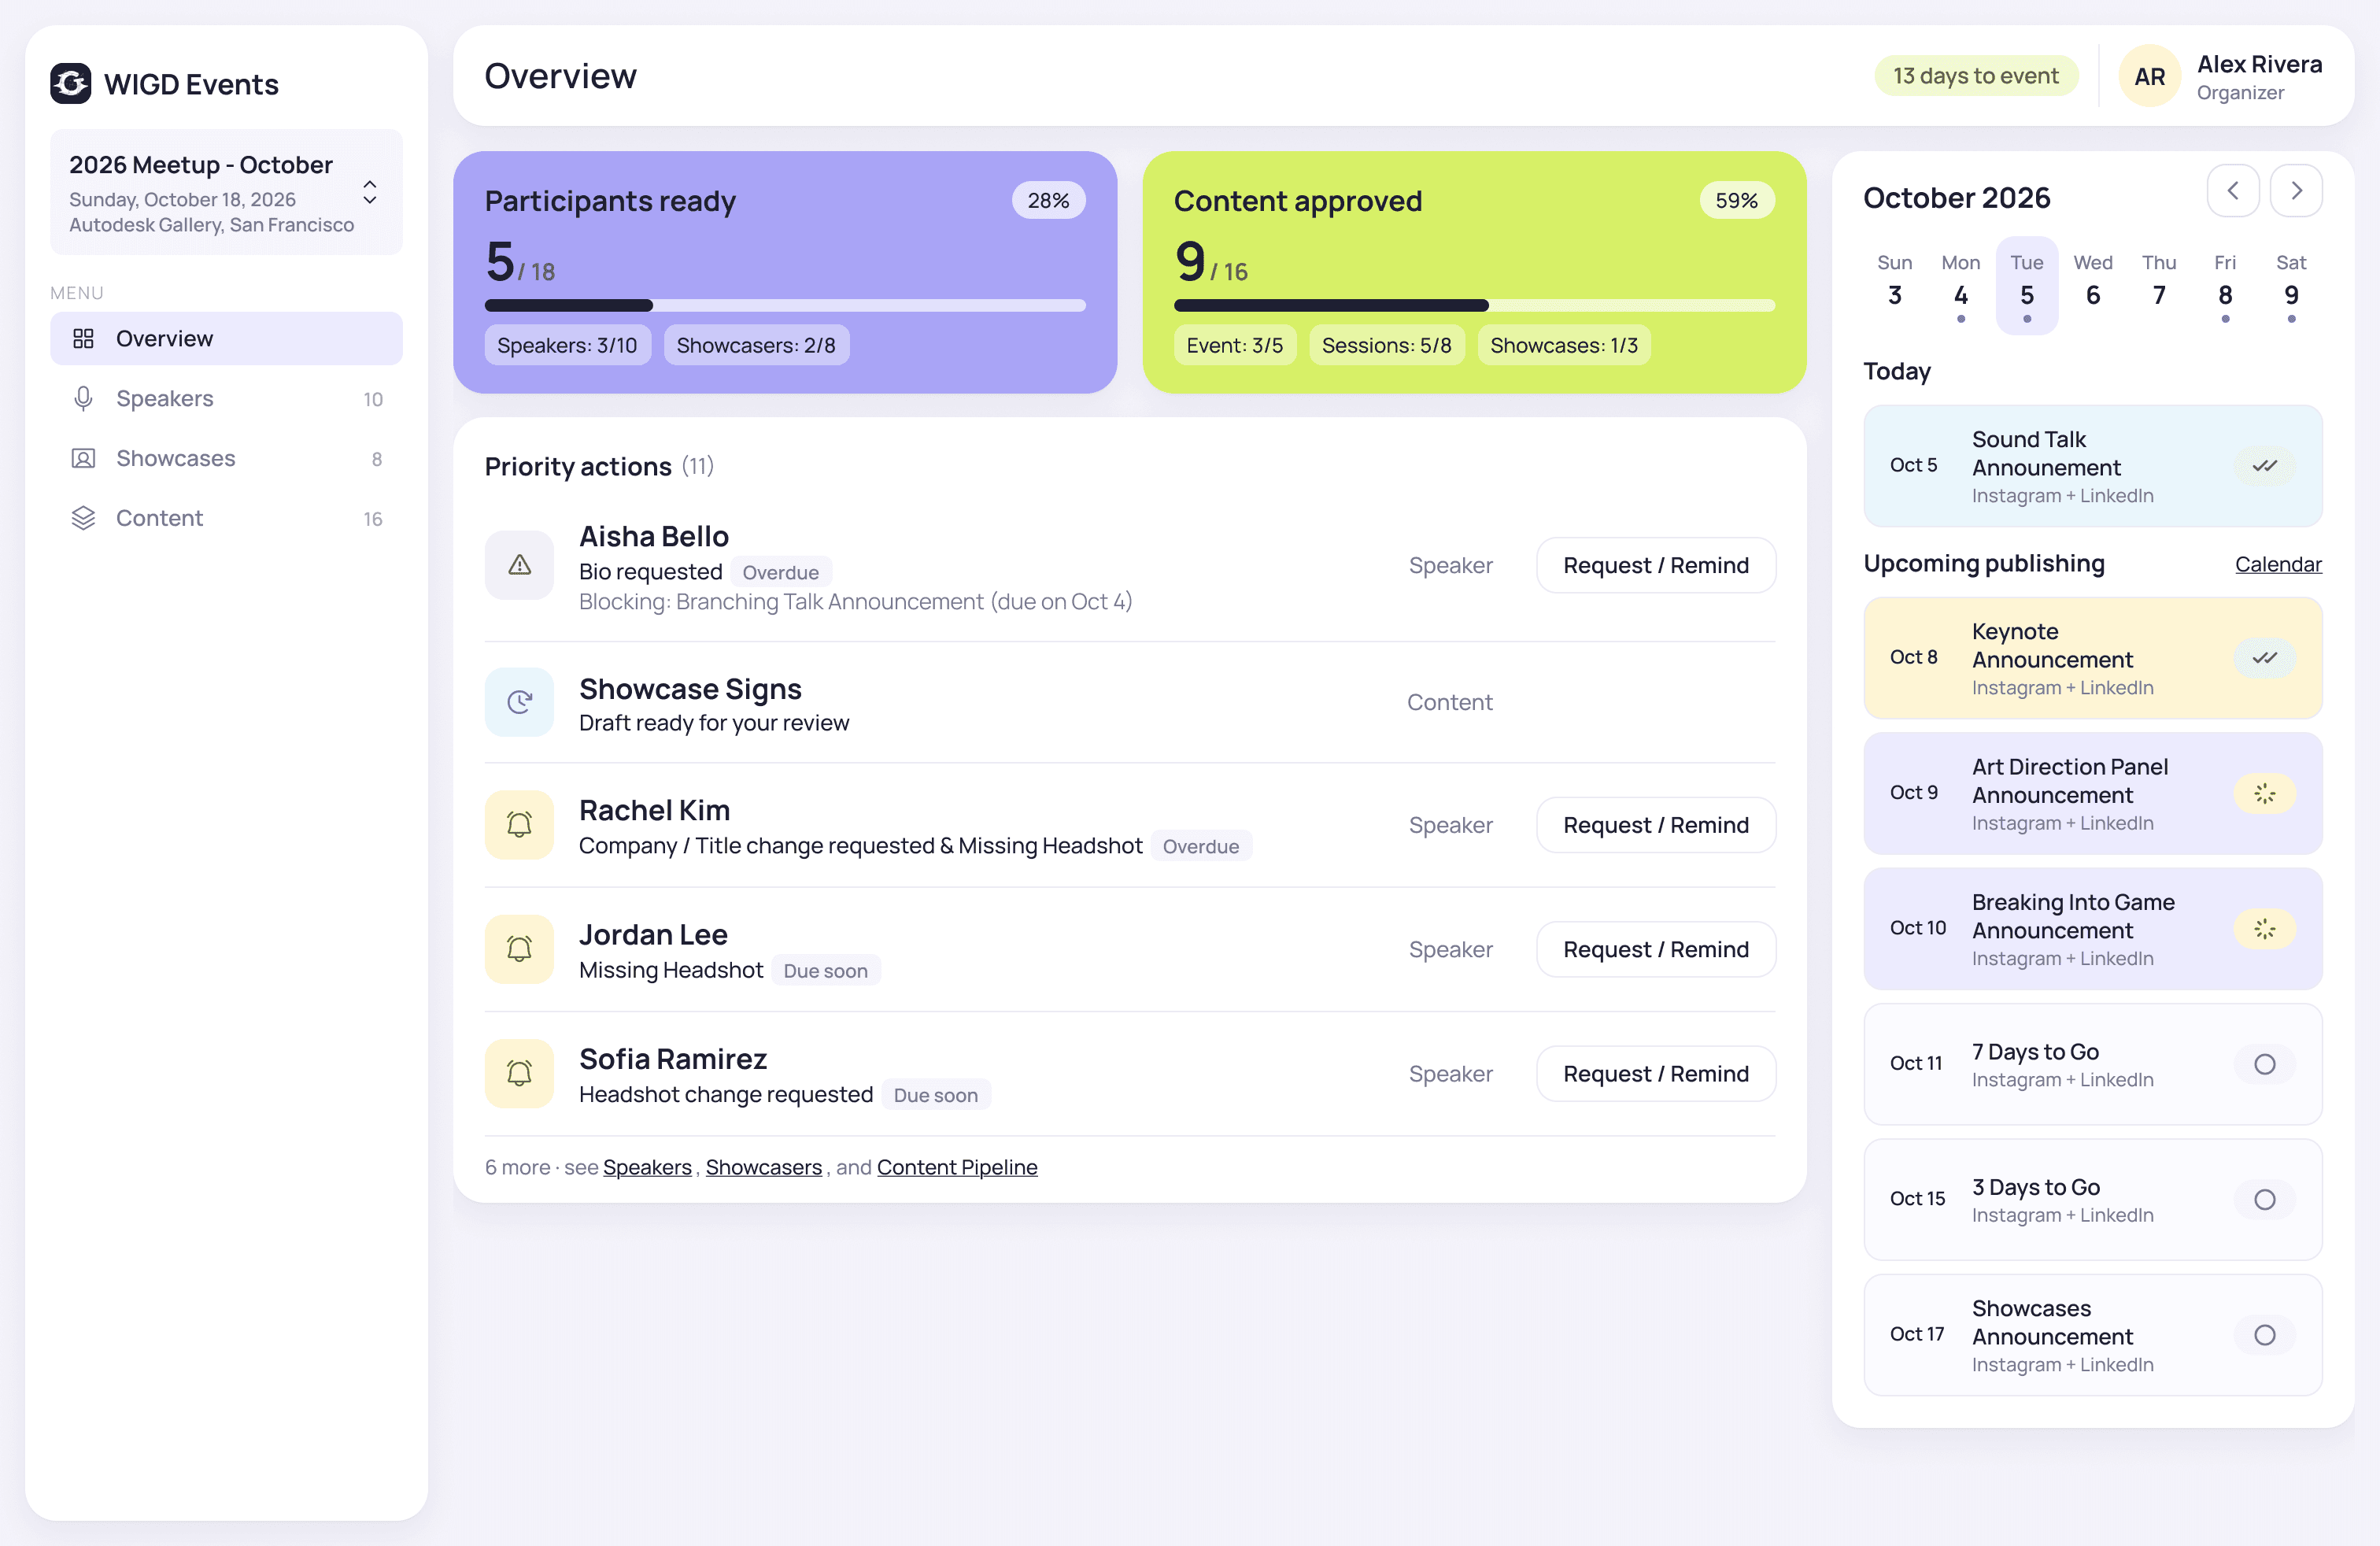 WIGD Events
2026 Meetup - October
Sunday, October 18, 2026
Autodesk Gallery, San Francisco
MENU
Overview
Speakers 10
Showcases 8
Content 16
Overview
13 days to event
AR
Alex Rivera
Organizer
Participants ready 28%
5 / 18
Speakers: 3/10 Showcasers: 2/8
Content approved 59%
9 / 16
Event: 3/5 Sessions: 5/8 Showcases: 1/3
Priority actions (11)
Aisha Bello
Bio requested Overdue
Blocking: Branching Talk Announcement (due on Oct 4)
Speaker Request / Remind
Showcase Signs
Draft ready for your review
Content
Rachel Kim
Company / Title change requested & Missing Headshot Overdue
Speaker Request / Remind
Jordan Lee
Missing Headshot Due soon
Speaker Request / Remind
Sofia Ramirez
Headshot change requested Due soon
Speaker Request / Remind
6 more · see Speakers , Showcasers , and Content Pipeline
October 2026
Sun Mon Tue Wed Thu Fri Sat
3 4 5 6 7 8 9
Today
Oct 5
Sound Talk
Announement
Instagram + LinkedIn
Upcoming publishing Calendar
Oct 8
Keynote
Announcement
Instagram + LinkedIn
Oct 9
Art Direction Panel
Announcement
Instagram + LinkedIn
Oct 10
Breaking Into Game
Announcement
Instagram + LinkedIn
Oct 11
7 Days to Go
Instagram + LinkedIn
Oct 15
3 Days to Go
Instagram + LinkedIn
Oct 17
Showcases
Announcement
Instagram + LinkedIn